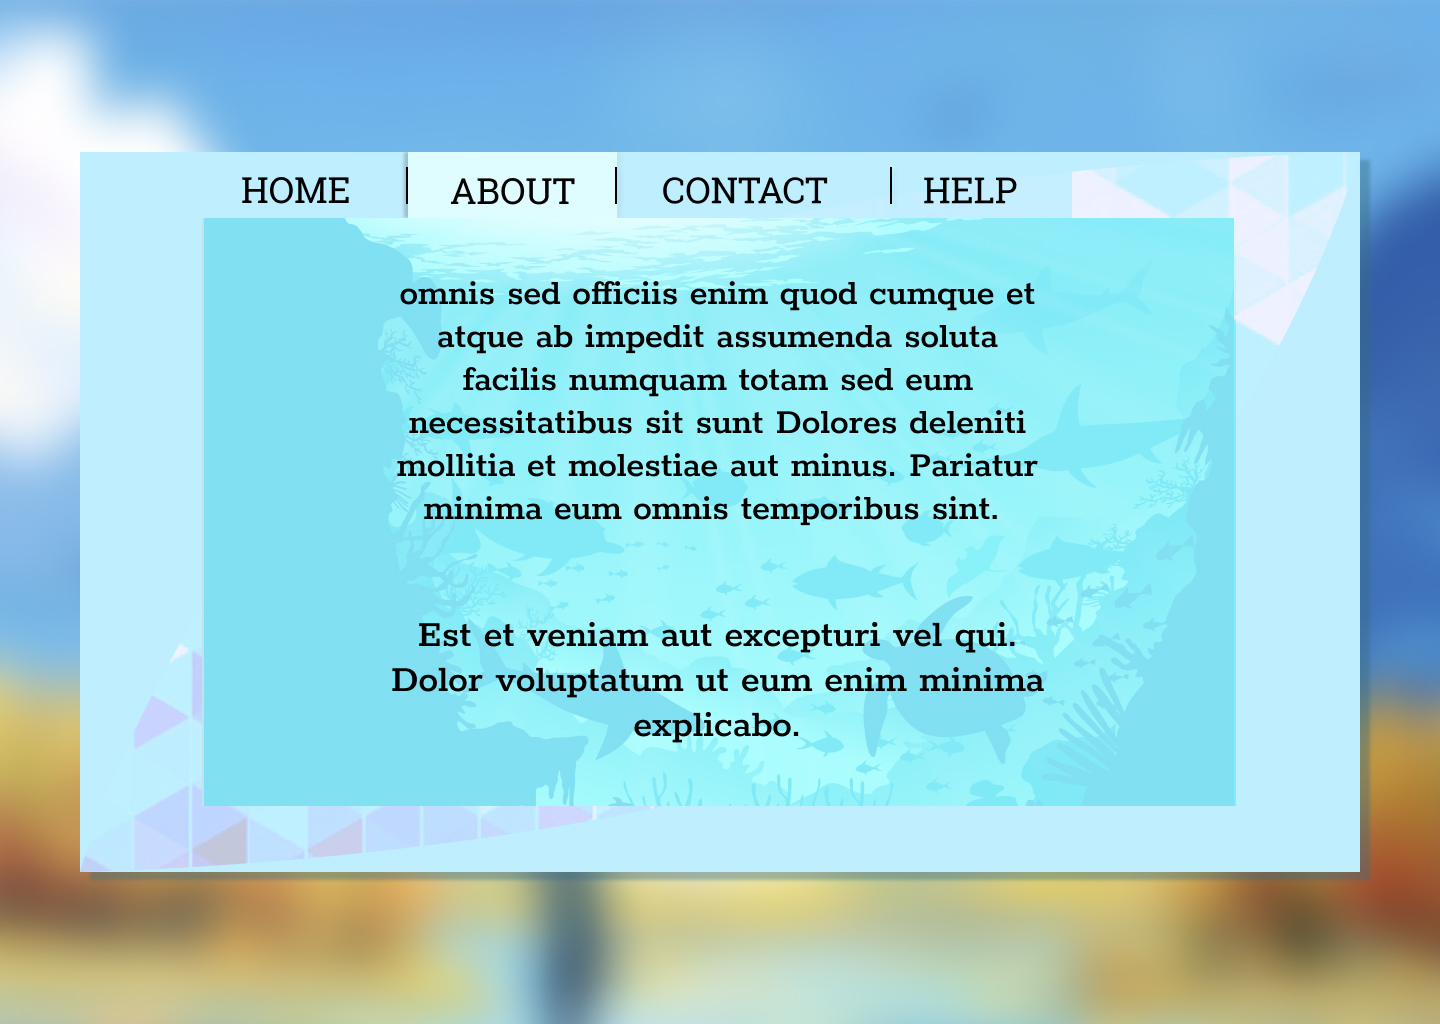 HOME | ABOUT | CONTACT | HELP
omnis sed officiis enim quod cumque et
atque ab impedit assumenda soluta
facilis numquam totam sed eum
necessitatibus sit sunt Dolores deleniti
mollitia et molestiae aut minus. Pariatur
minima eum omnis temporibus sint.
Est et veniam aut excepturi vel qui.
Dolor voluptatum ut eum enim minima
explicabo.